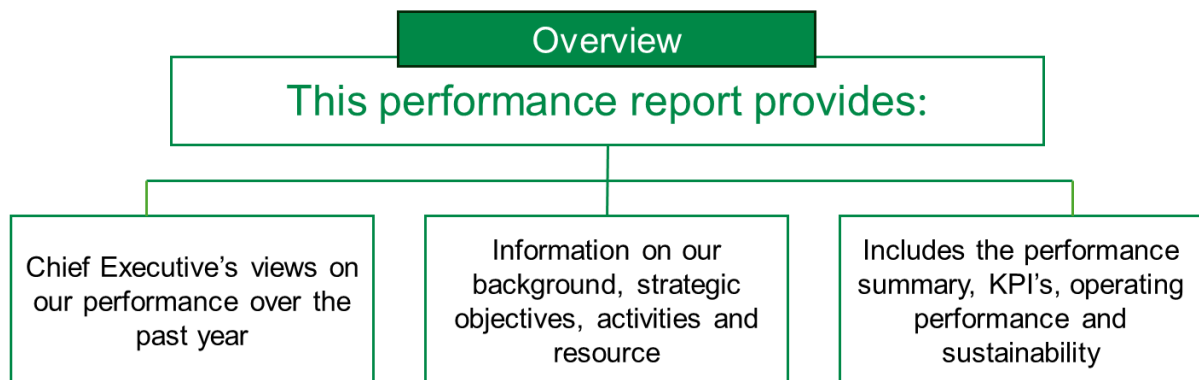 Overview
This performance report provides:
Chief Executive’s views on
our performance over the
past year
Information on our
background, strategic
objectives, activities and
resource
Includes the performance
summary, KPI’s, operating
performance and
sustainability